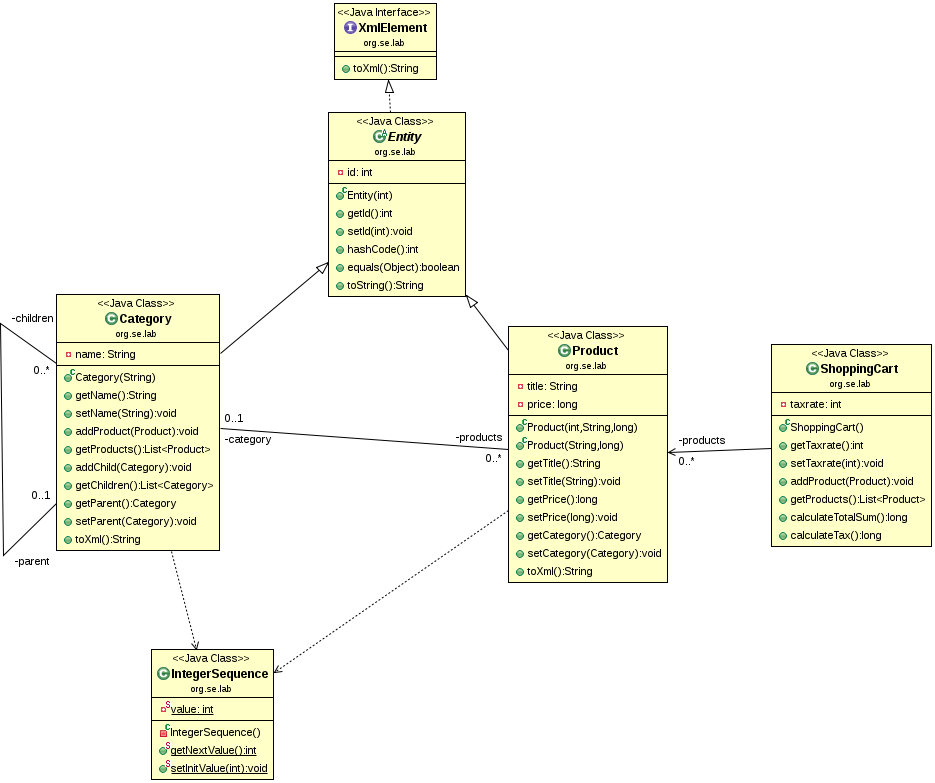 <<Java Interface>>
XmlElement
org.se.lab
toXml():String
<<Java Class>>
Entity
org.se.lab
id: int
Entity(int)
getId():int
setId(int):void
hashCode():int
equals(Object):boolean
toString():String
<<Java Class>>
Category
org.se.lab
name: String
Category(String)
getName():String
setName(String):void
addProduct(Product):void
getProducts():List<Product>
addChild(Category):void
getChildren():List<Category>
getParent():Category
setParent(Category):void
toXml():String
-children
0..*
0..1
-parent
0..1
-category
-products
0..*
<<Java Class>>
Product
org.se.lab
title: String
price: long
Product(int,String,long)
Product(String,long)
getTitle():String
setTitle(String):void
getPrice():long
setPrice(long):void
getCategory():Category
setCategory(Category):void
toXml():String
-products
0..*
<<Java Class>>
ShoppingCart
org.se.lab
taxrate: int
ShoppingCart()
getTaxrate():int
setTaxrate(int):void
addProduct(Product):void
getProducts():List<Product>
calculateTotalSum():long
calculateTax():long
<<Java Class>>
IntegerSequence
org.se.lab
value: int
IntegerSequence()
getNextValue():int
setInitValue(int):void